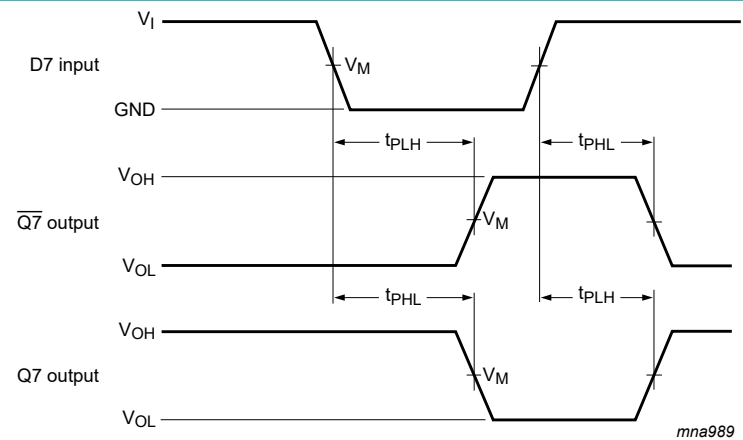 VI
D7 input
VM
GND
tPLH
tPHL
VOH
Q7 output
VM
VOL
tPHL
tPLH
VOH
Q7 output
VM
VOL
mna989